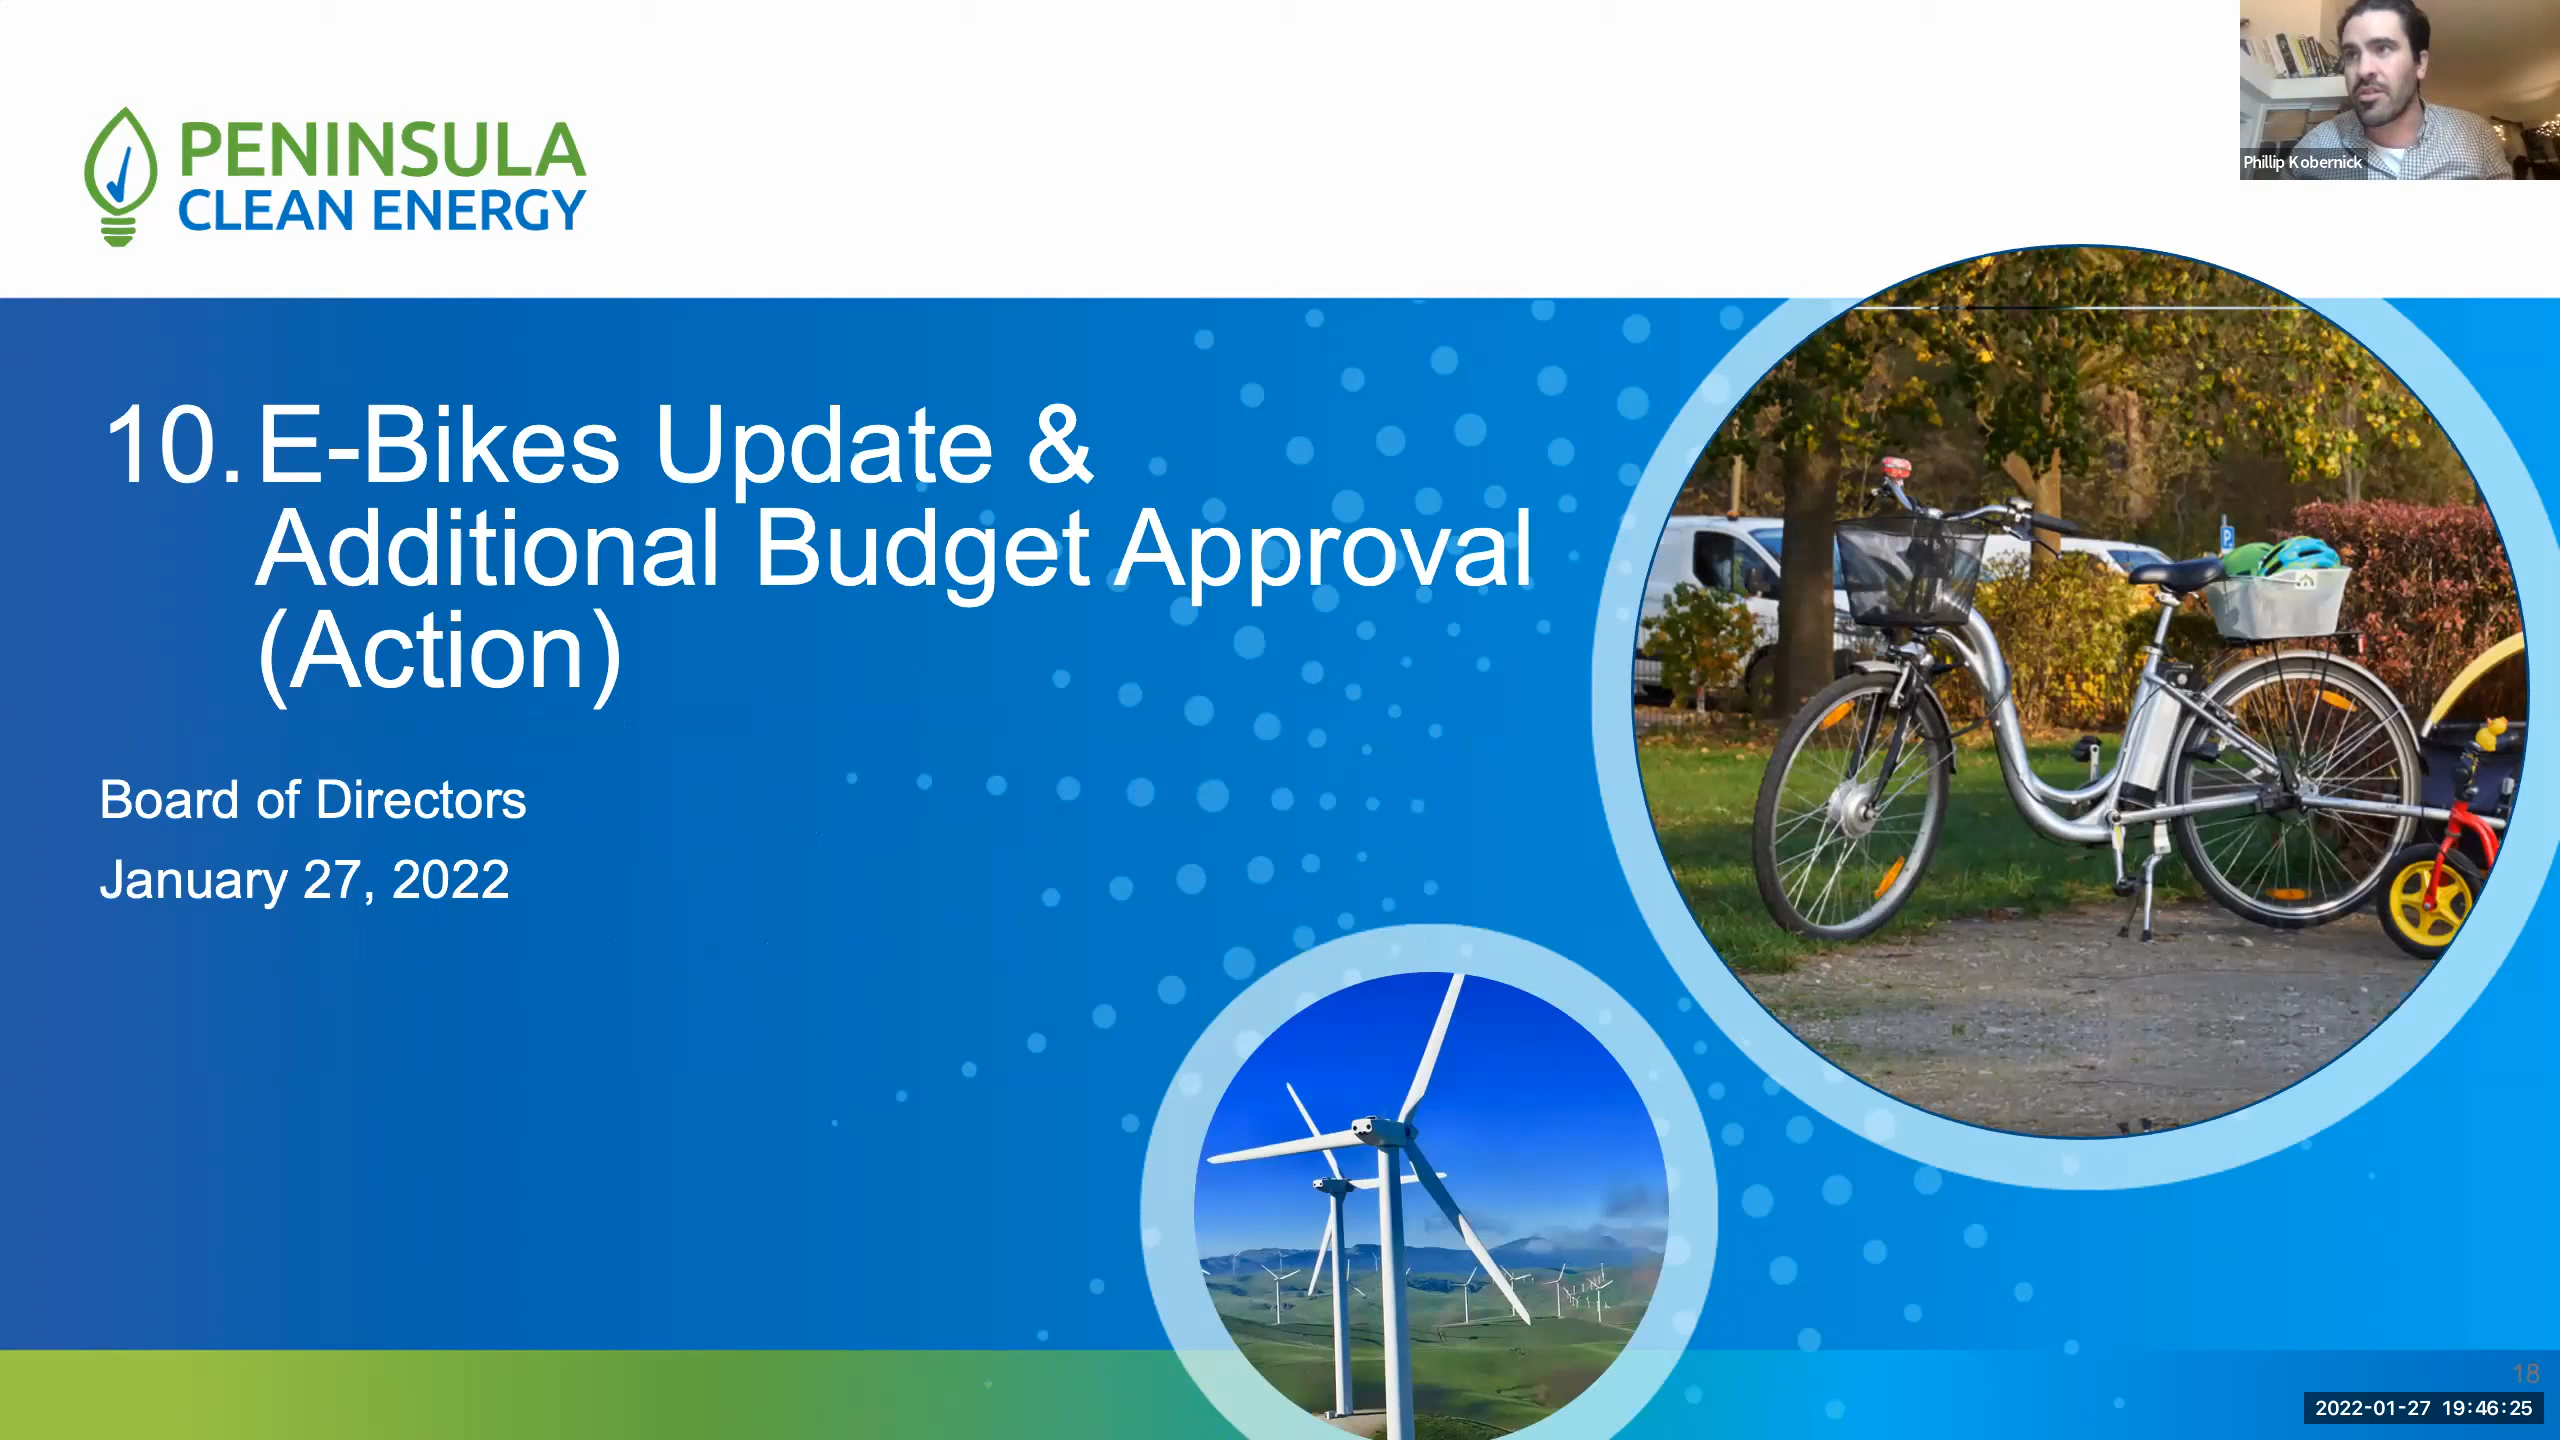 PENINSULA
CLEAN ENERGY
Phillip Kobernick
10. E-Bikes Update &
Additional Budget Approval
(Action)
P
Board of Directors
January 27, 2022
18
2022-01-27 19:46:25